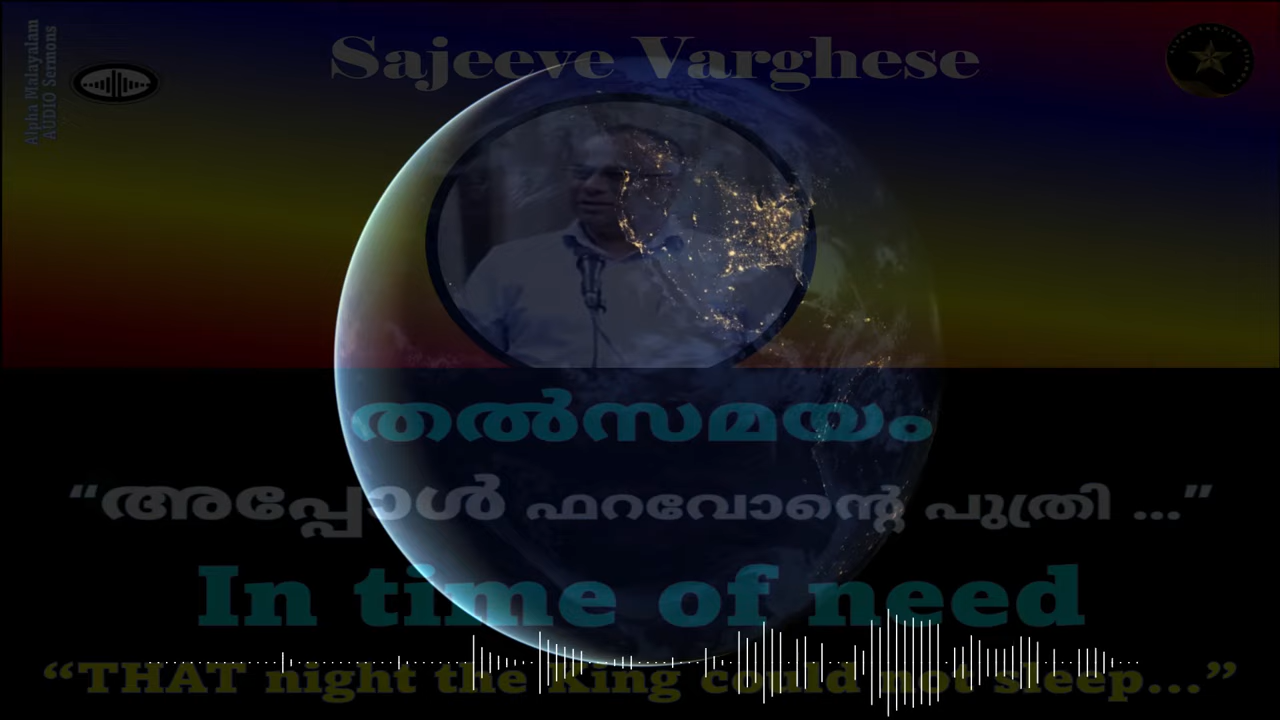 Alpha Malayalam
AUDIO Sermons
Sajeeve Varghese
തൽസമയം
“അപ്പോൾ ഫറവോന്റെ പുത്രി ...”
In time of need
“THAT night the King could not sleep...”